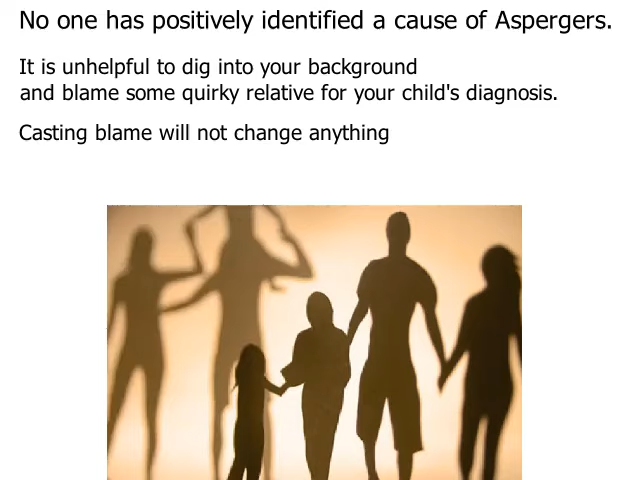 No one has positively identified a cause of Aspergers.
It is unhelpful to dig into your background
and blame some quirky relative for your child's diagnosis.
Casting blame will not change anything